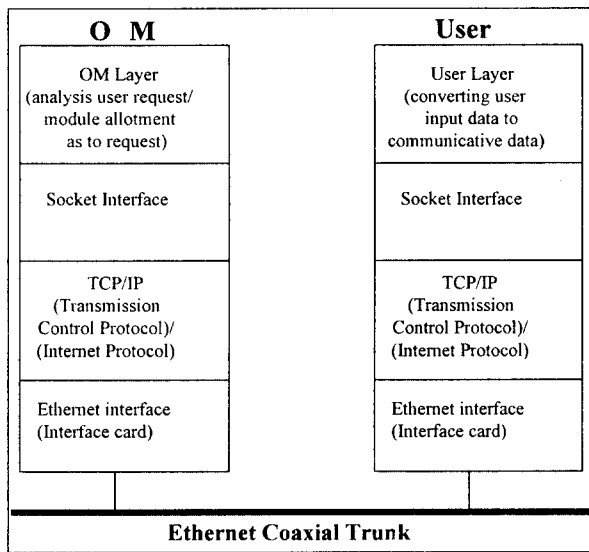 O M
OM Layer
(analysis user request/
module allotment
as to request)
Socket Interface
TCP/IP
(Transmission
Control Protocol)/
(Internet Protocol)
Ethernet interface
(Interface card)
User
User Layer
(converting user
input data to
communicative data)
Socket Interface
TCP/IP
(Transmission
Control Protocol)/
(Internet Protocol)
Ethernet interface
(Interface card)
Ethernet Coaxial Trunk